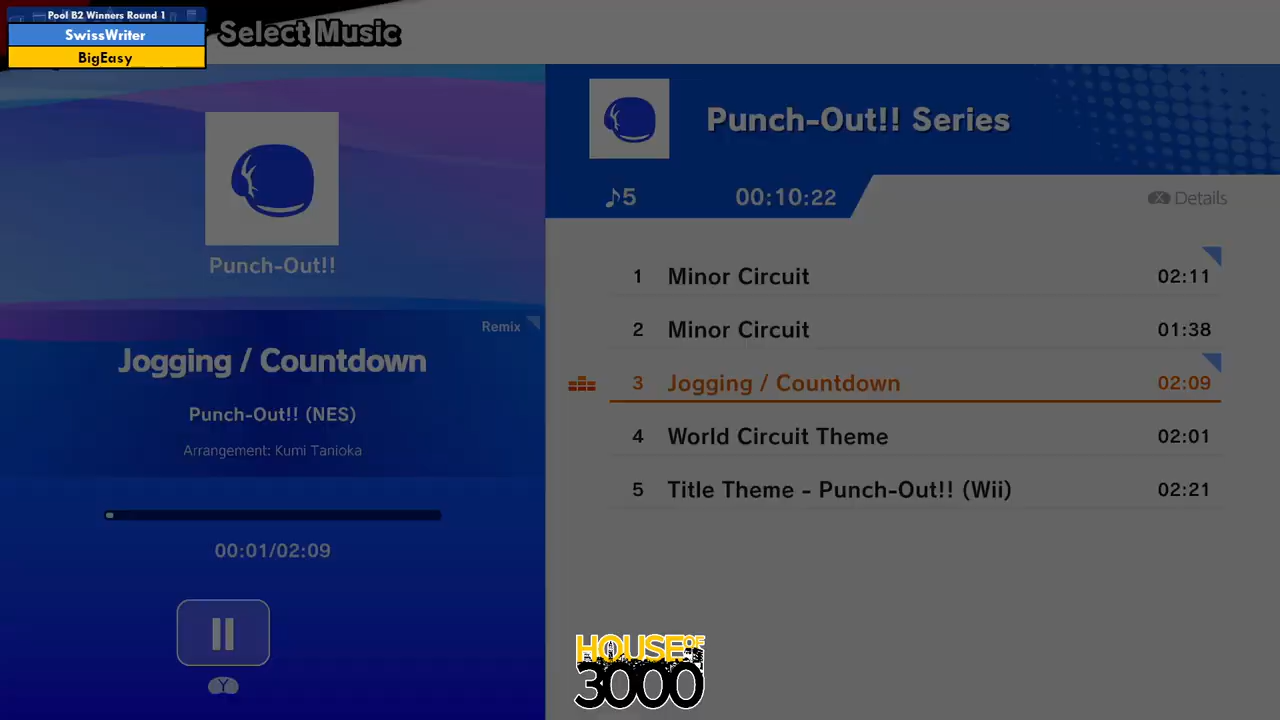 Pool B2 Winners Round 1
SwissWriter
BigEasy
Select Music
Punch-Out!!
Remix
Jogging / Countdown
Punch-Out!! (NES)
Arrangement: Kumi Tanioka
00:01/02:09
Y
Punch-Out!! Series
♪5 00:10:22
X Details
1 Minor Circuit 02:11
2 Minor Circuit 01:38
3 Jogging / Countdown 02:09
4 World Circuit Theme 02:01
5 Title Theme - Punch-Out!! (Wii) 02:21
HOUSE OF
3000